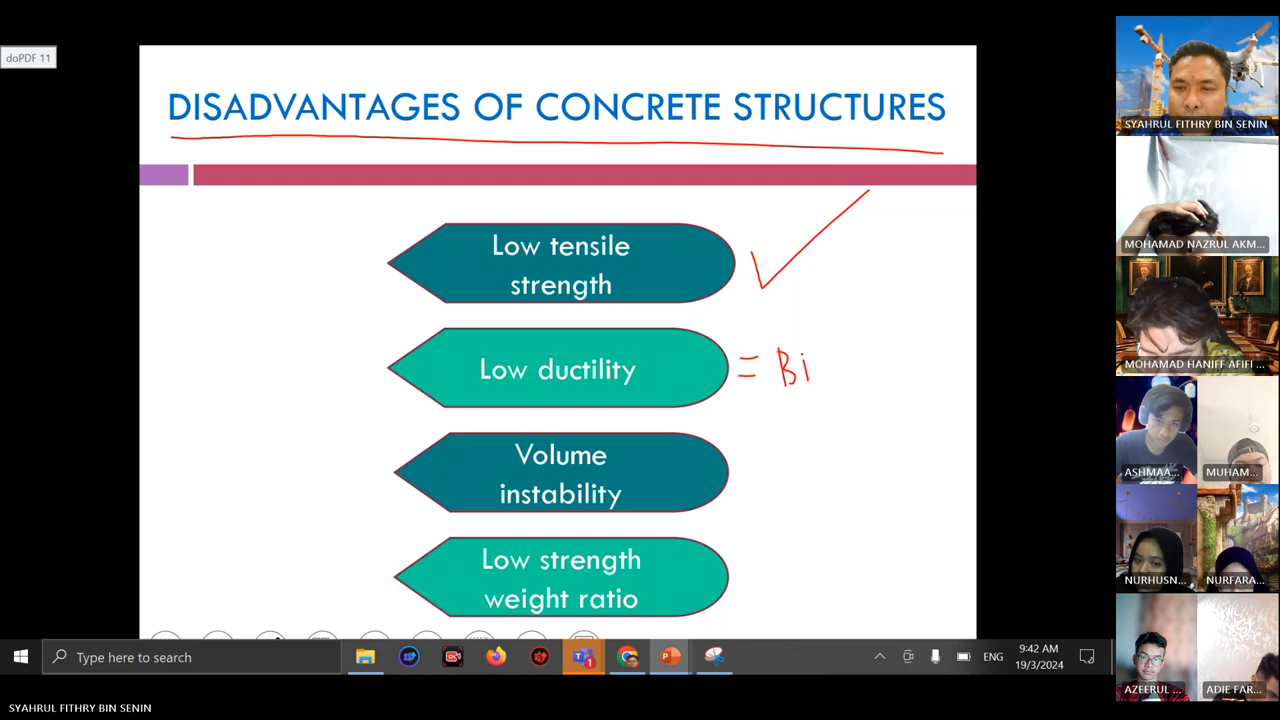 doPDF 11
DISADVANTAGES OF CONCRETE STRUCTURES
Low tensile
strength
Low ductility
= Bi
Volume
instability
Low strength
weight ratio
SYAHRUL FITHRY BIN SENIN
MOHAMAD NAZRUL AKM...
MOHAMAD HANIFF AFIFI ...
ASHMAA...
MUHAM...
NURHUSN...
NURFARA...
AZEERUL ...
ADIE FAR...
Type here to search
1
ENG
9:42 AM
19/3/2024
SYAHRUL FITHRY BIN SENIN